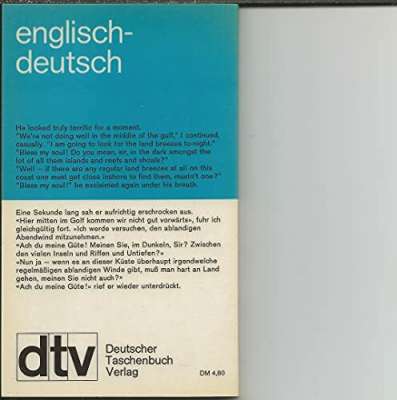 englisch-
deutsch
He looked truly terrific for a moment.
"We're not doing well in the middle of the golf," I continued,
casually. "I am going to look for the land breezes to-night."
"Bless my soul! Do you mean, sir, in the dark amongst the
lot of all them islands and reefs and shoals?"
"Well – if there are any regular land breezes at all on this
coast one must get close inshore to find them, mustn't one?"
"Bless my soul!" he exclaimed again under his breath.
Eine Sekunde lang sah er aufrichtig erschrocken aus.
«Hier mitten im Golf kommen wir nicht gut vorwärts», fuhr ich
gleichgültig fort. «Ich werde versuchen, den ablandigen
Abendwind mitzunehmen.»
«Ach du meine Güte! Meinen Sie, im Dunkeln, Sir? Zwischen
den vielen Inseln und Riffen und Untiefen?»
«Nun ja – wenn es an dieser Küste überhaupt irgendwelche
regelmäßigen ablandigen Winde gibt, muß man hart an Land
gehen, meinen Sie nicht auch?»
«Ach du meine Güte!» rief er wieder unterdrückt.
dtv
Deutscher
Taschenbuch
Verlag
DM 4,80